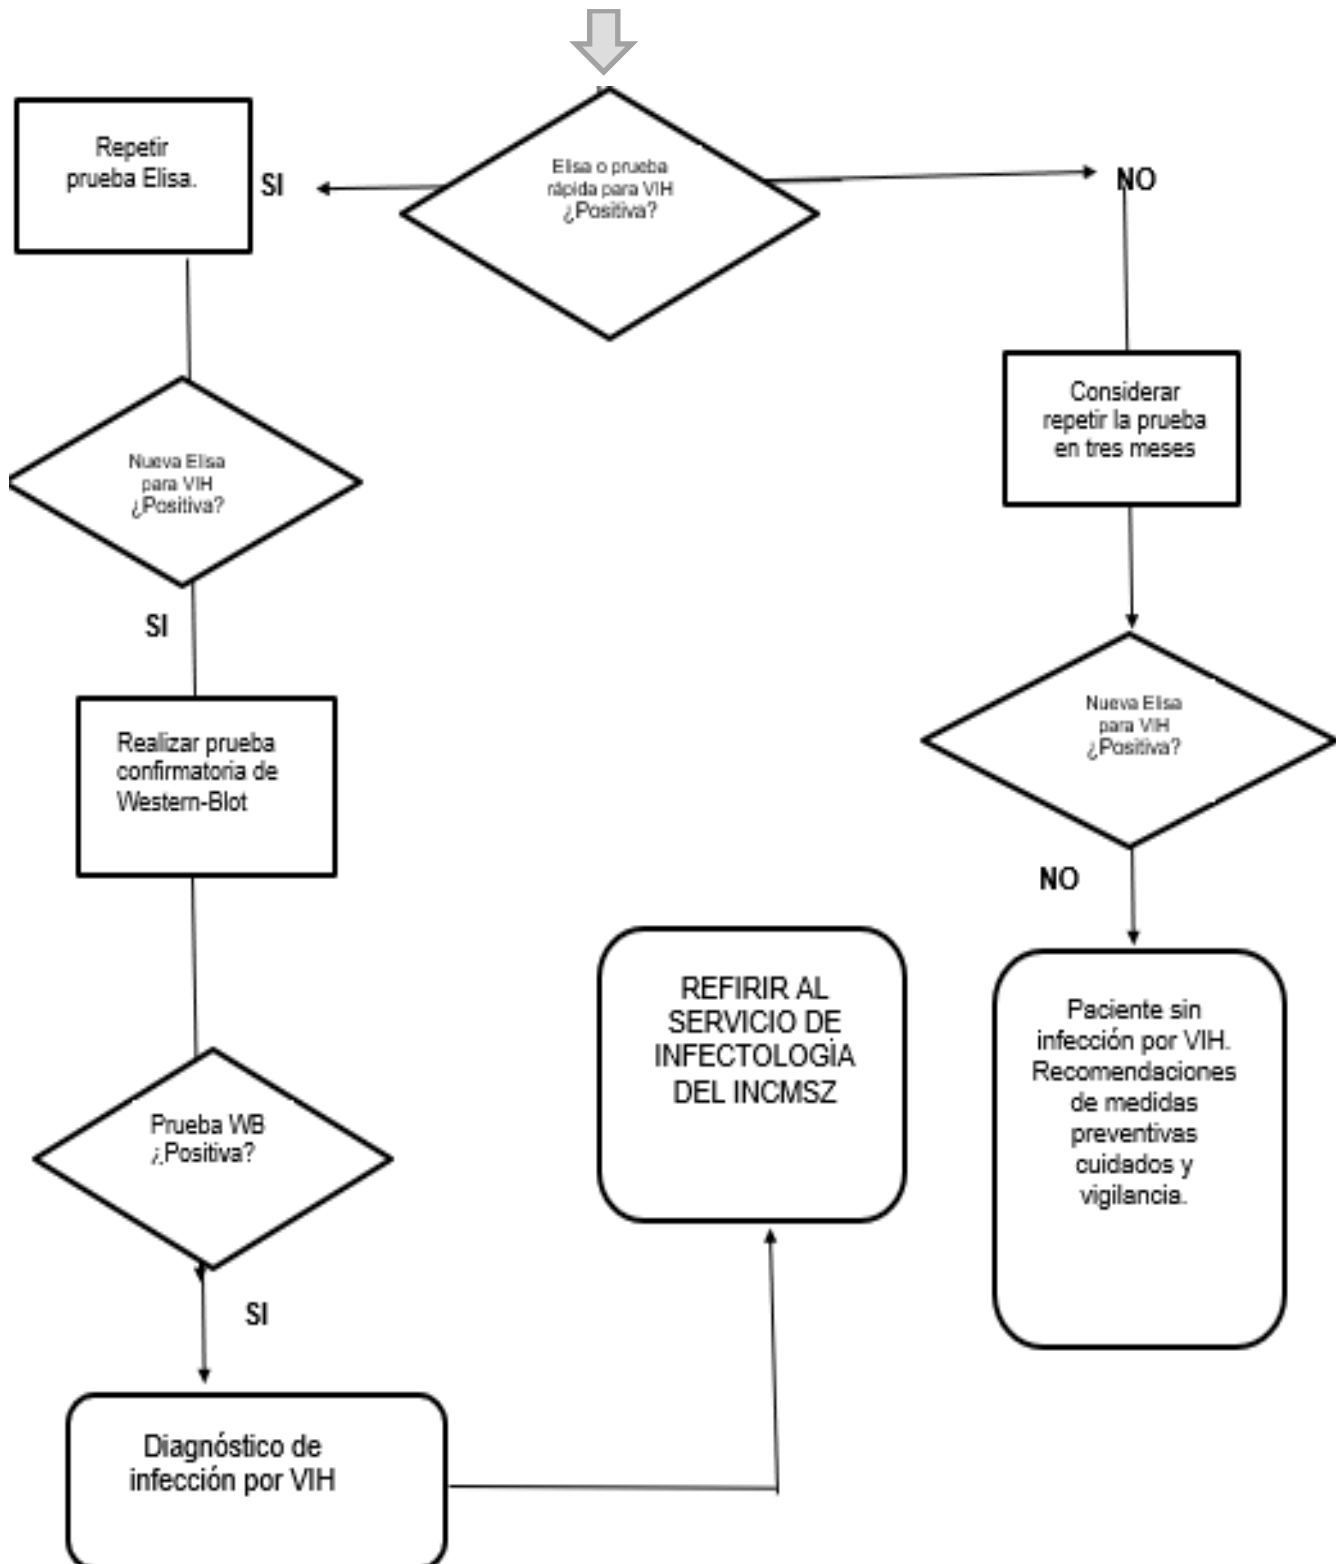 Elisa o prueba
rápida para VIH
¿Positiva?
SI
NO
Repetir
prueba Elisa.
Nueva Elisa
para VIH
¿Positiva?
SI
Realizar prueba
confirmatoria de
Western-Blot
Prueba WB
¿Positiva?
SI
Diagnóstico de
infección por VIH
REFIRIR AL
SERVICIO DE
INFECTOLOGÌA
DEL INCMSZ
Considerar
repetir la prueba
en tres meses
Nueva Elisa
para VIH
¿Positiva?
NO
Paciente sin
infección por VIH.
Recomendaciones
de medidas
preventivas
cuidados y
vigilancia.